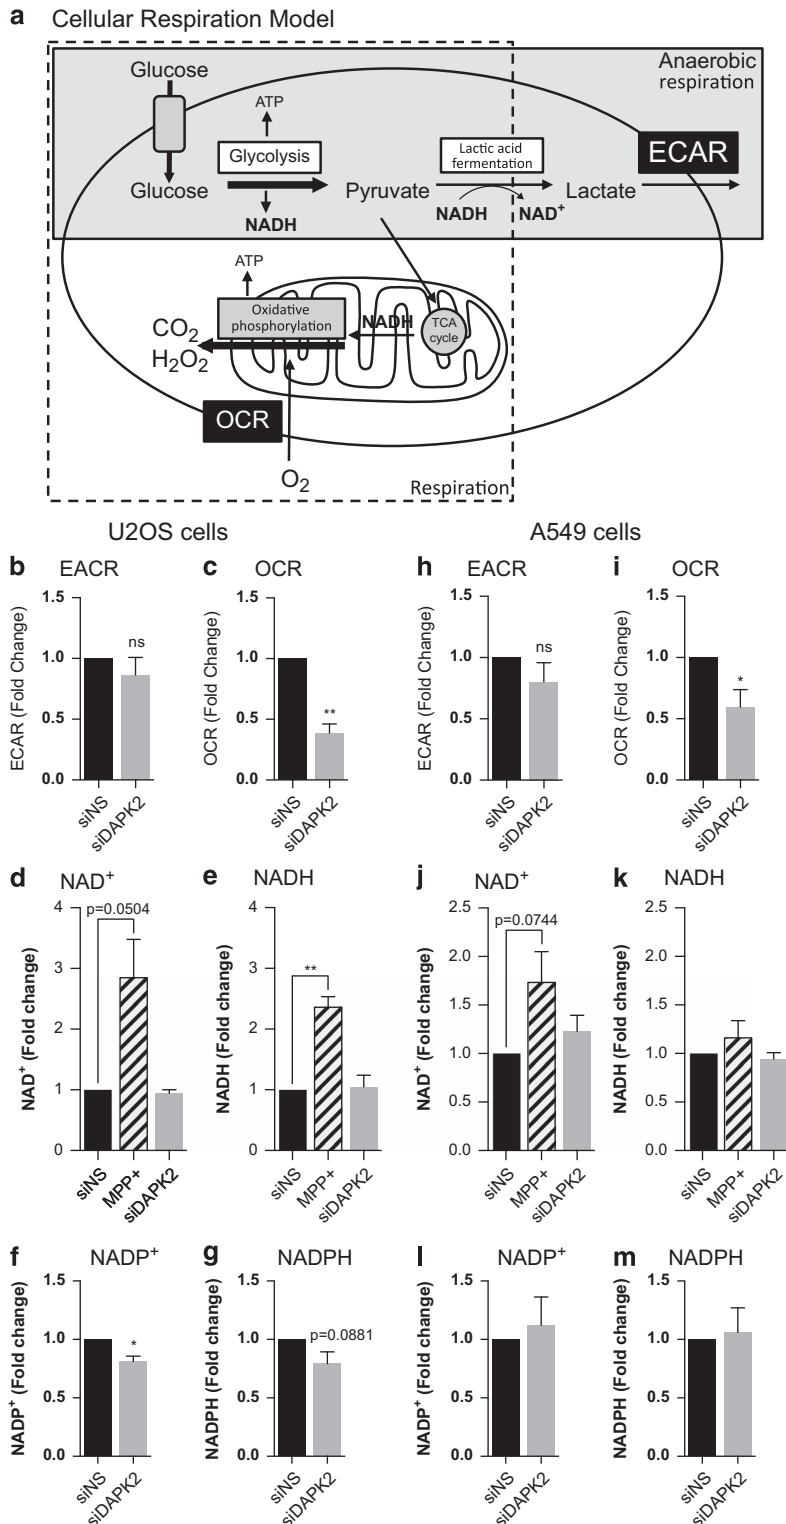 a Cellular Respiration Model
Glucose
Anaerobic
respiration
ATP
Glycolysis
Lactic acid
fermentation
ECAR
Glucose
Pyruvate
Lactate
NADH
NADH
NAD⁺
ATP
Oxidative
phosphorylation
NADH
TCA
cycle
CO₂
H₂O₂
OCR
O₂
Respiration
U2OS cells
A549 cells
b EACR
ECAR (Fold Change)
1.5
1.0
0.5
0.0
ns
siNS
siDAPK2
c OCR
OCR (Fold Change)
1.5
1.0
0.5
0.0
**
siNS
siDAPK2
h EACR
ECAR (Fold Change)
1.5
1.0
0.5
0.0
ns
siNS
siDAPK2
i OCR
OCR (Fold Change)
1.5
1.0
0.5
0.0
*
siNS
siDAPK2
d NAD⁺
NAD⁺ (Fold change)
4
3
2
1
0
p=0.0504
siNS
MPP+
siDAPK2
e NADH
NADH (Fold change)
4
3
2
1
0
**
siNS
MPP+
siDAPK2
j NAD⁺
NAD⁺ (Fold change)
2.5
2.0
1.5
1.0
0.5
0.0
p=0.0744
siNS
MPP+
siDAPK2
k NADH
NADH (Fold change)
2.5
2.0
1.5
1.0
0.5
0.0
siNS
MPP+
siDAPK2
f NADP⁺
NADP⁺ (Fold change)
1.5
1.0
0.5
0.0
*
siNS
siDAPK2
g NADPH
NADPH (Fold change)
1.5
1.0
0.5
0.0
p=0.0881
siNS
siDAPK2
l NADP⁺
NADP⁺ (Fold change)
1.5
1.0
0.5
0.0
siNS
siDAPK2
m NADPH
NADPH (Fold change)
1.5
1.0
0.5
0.0
siNS
siDAPK2